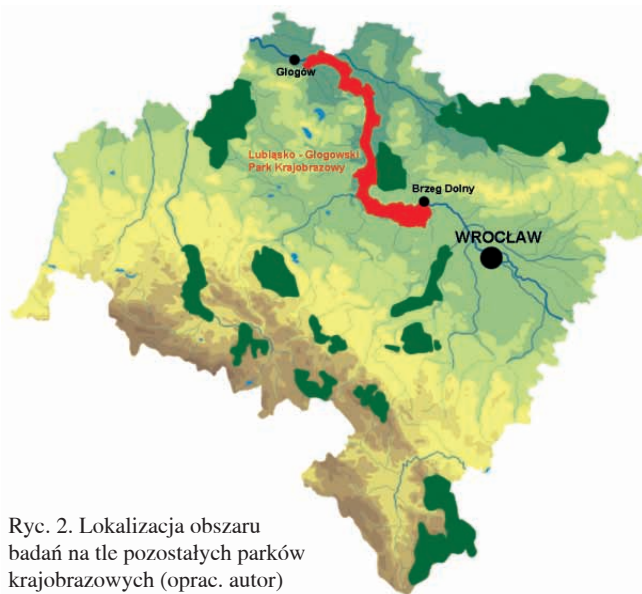 Głogów
Lubiąsko - Głogowski
Park Krajobrazowy
Brzeg Dolny
WROCŁAW
Ryc. 2. Lokalizacja obszaru
badań na tle pozostałych parków
krajobrazowych (oprac. autor)